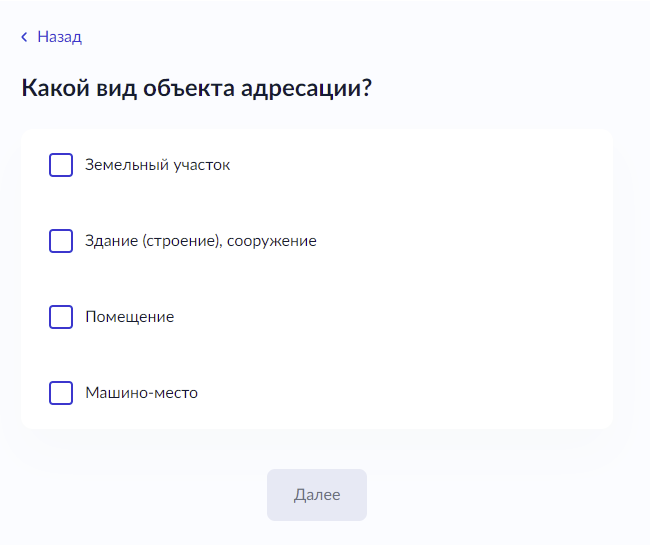 Назад
Какой вид объекта адресации?
Земельный участок
Здание (строение), сооружение
Помещение
Машино-место
Далее